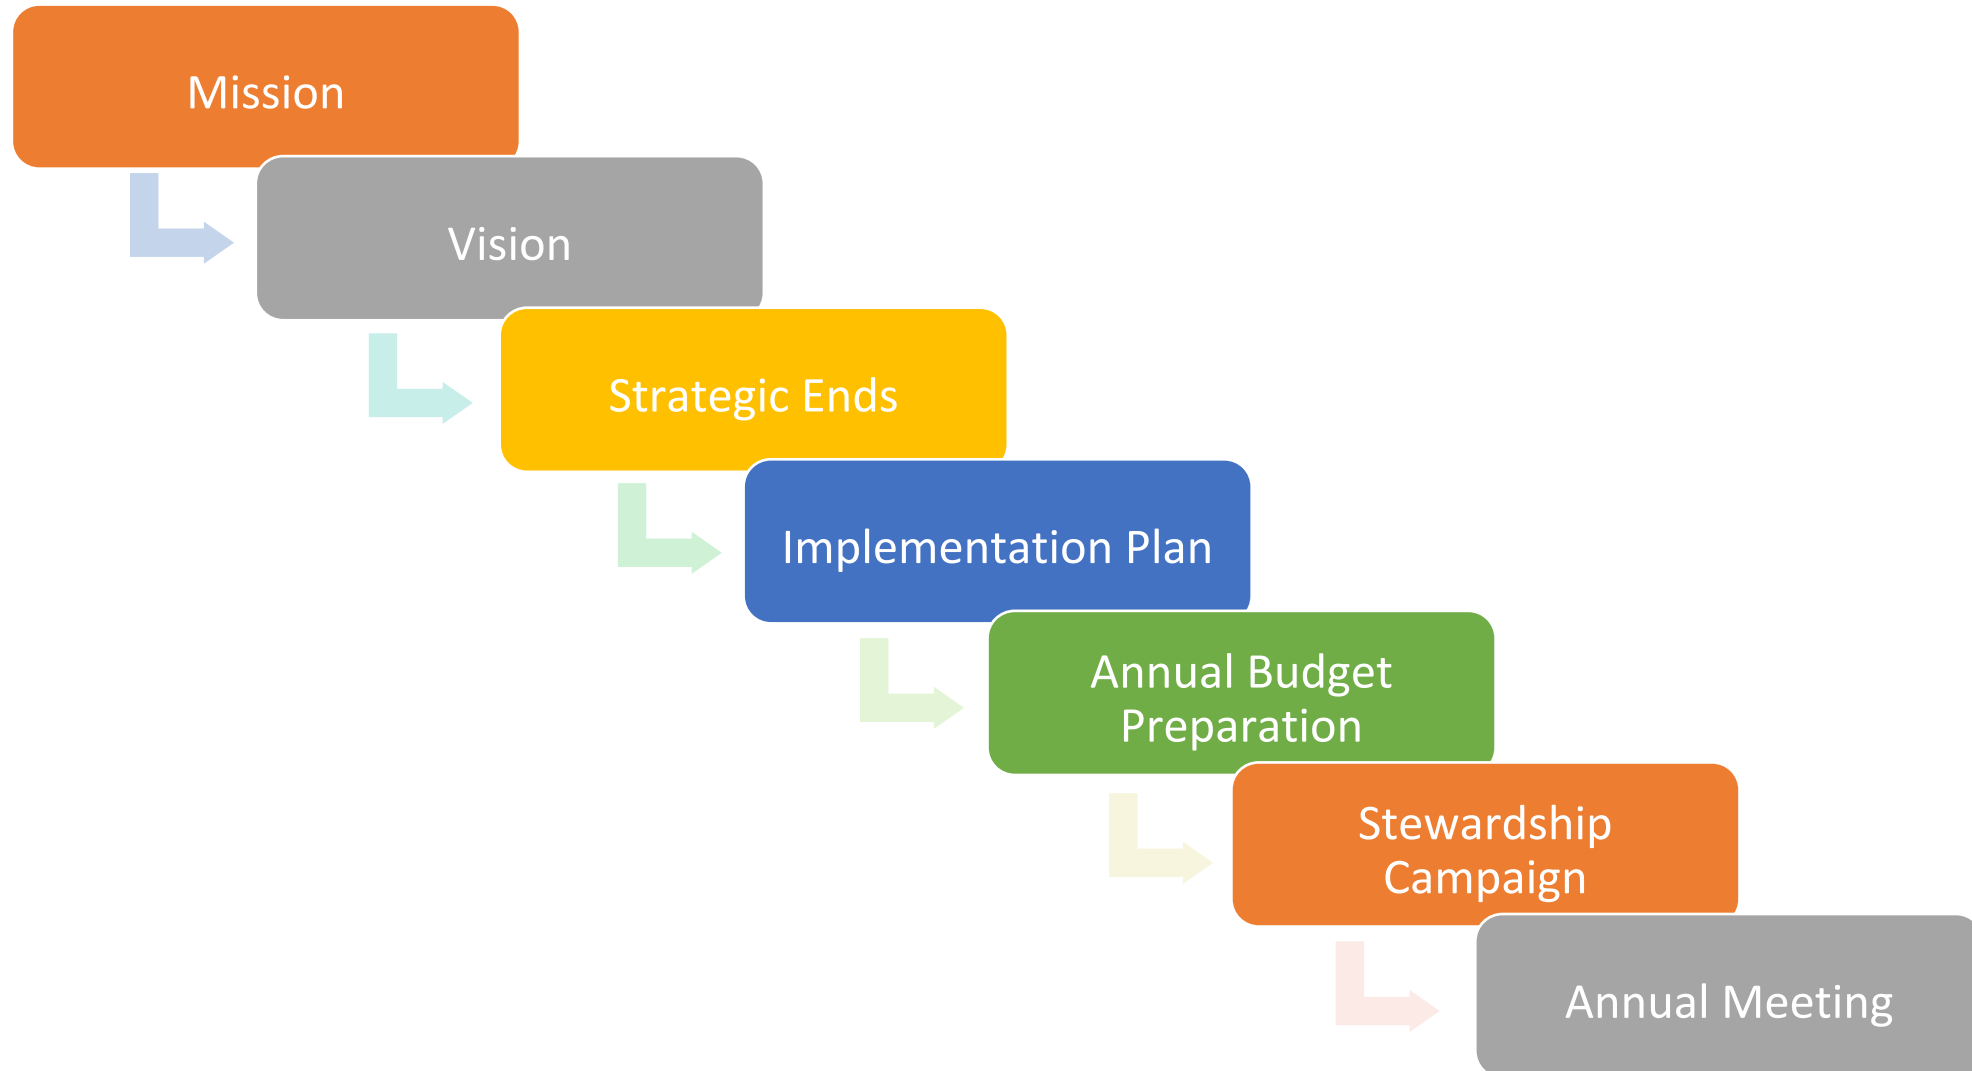 Mission
Vision
Strategic Ends
Implementation Plan
Annual Budget
Preparation
Stewardship
Campaign
Annual Meeting